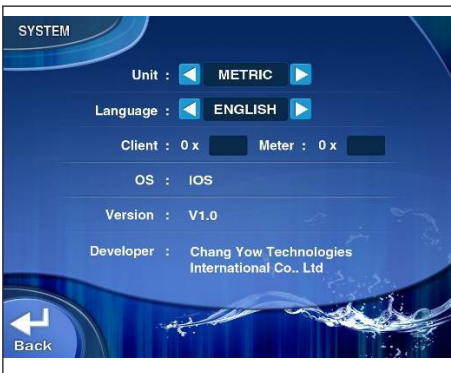 SYSTEM
Unit : METRIC
Language : ENGLISH
Client : 0 x Meter : 0 x
OS : IOS
Version : V1.0
Developer : Chang Yow Technologies
International Co.. Ltd
Back